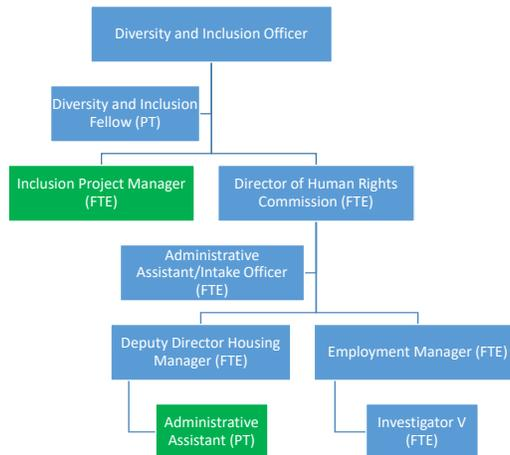 Diversity and Inclusion Officer
Diversity and Inclusion
Fellow (PT)
Inclusion Project Manager
(FTE)
Director of Human Rights
Commission (FTE)
Administrative
Assistant/Intake Officer
(FTE)
Deputy Director Housing
Manager (FTE)
Employment Manager (FTE)
Administrative
Assistant (PT)
Investigator V
(FTE)